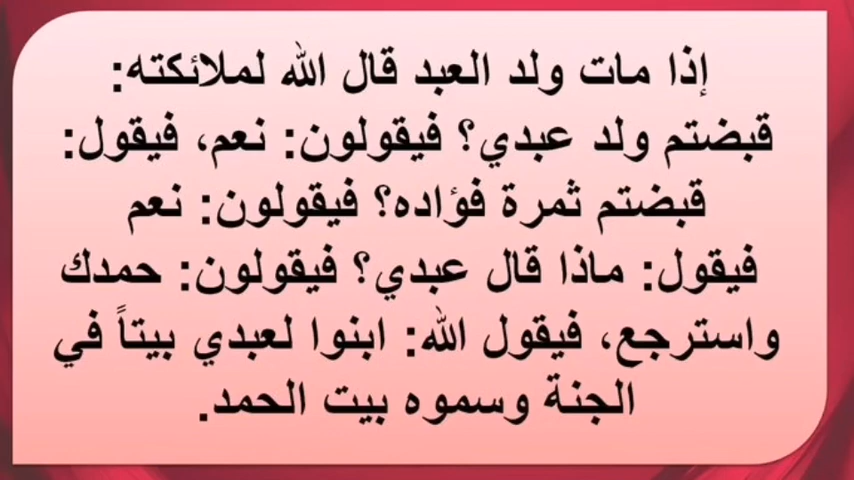 إذا مات ولد العبد قال الله لملائكته:
قبضتم ولد عبدي؟ فيقولون: نعم، فيقول:
قبضتم ثمرة فؤاده؟ فيقولون: نعم
فيقول: ماذا قال عبدي؟ فيقولون: حمدك
واسترجع، فيقول الله: ابنوا لعبدي بيتاً في
الجنة وسموه بيت الحمد.